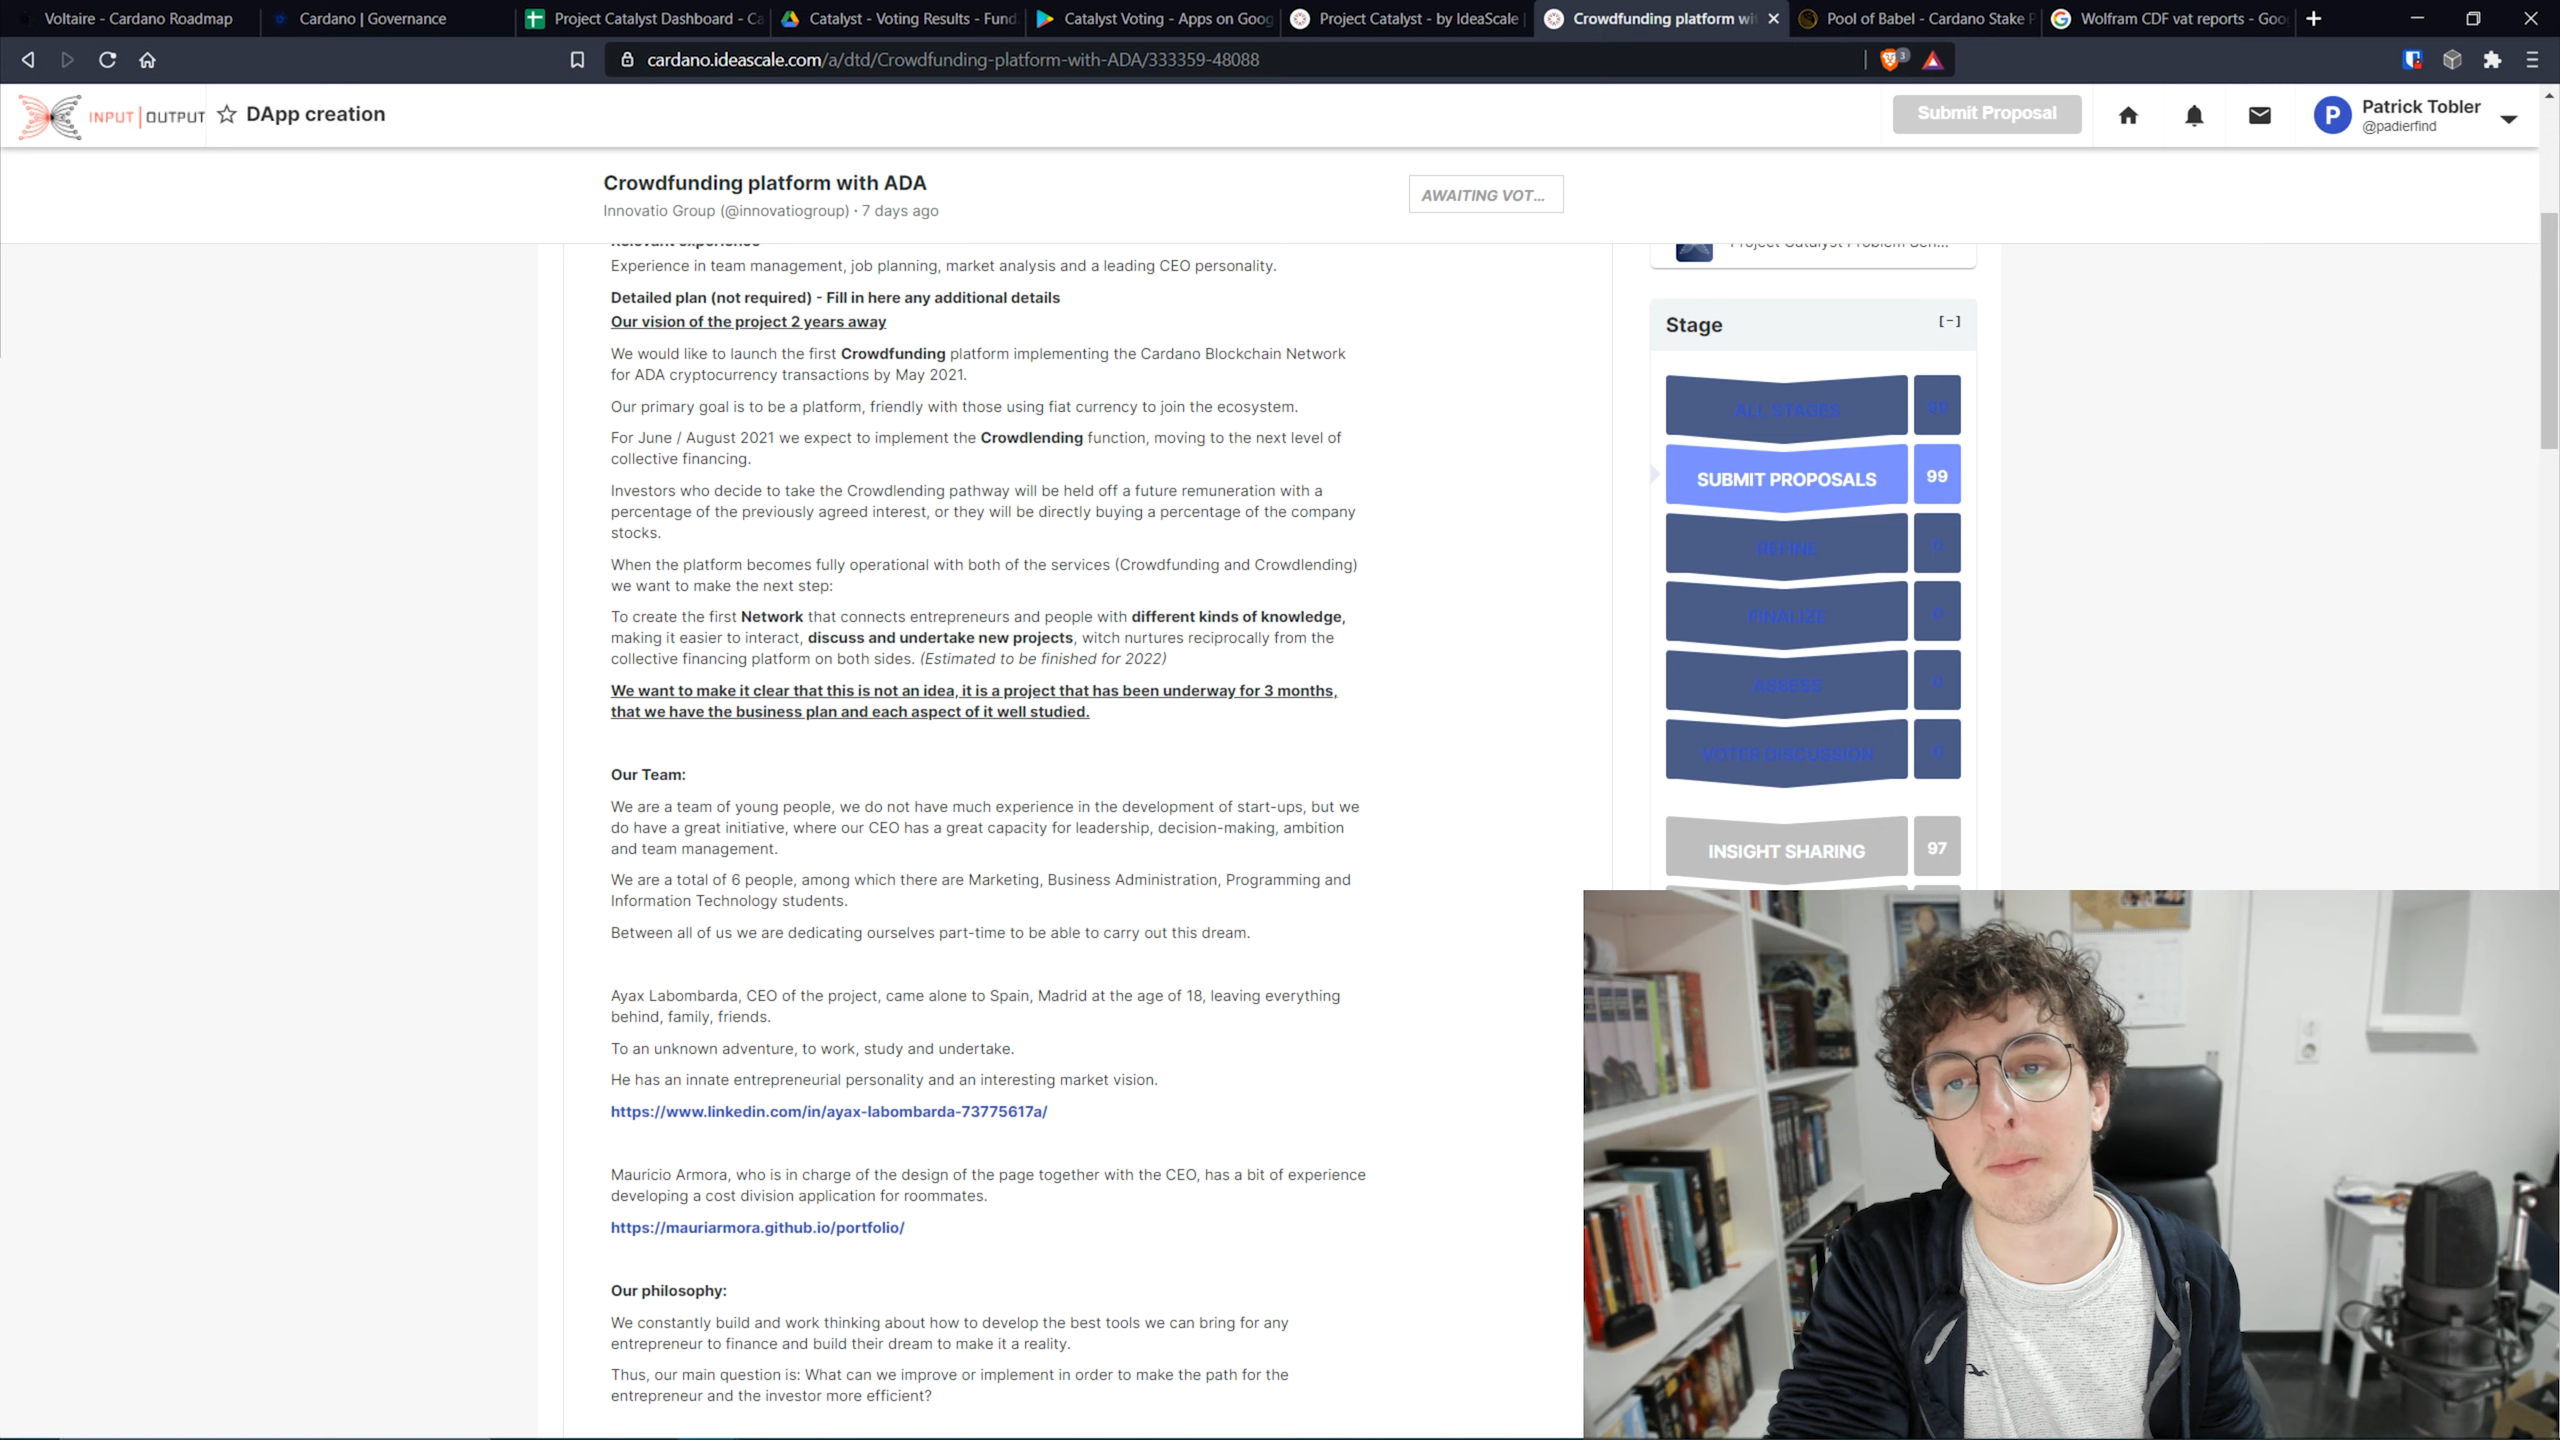 Voltaire - Cardano Roadmap
Cardano | Governance
Project Catalyst Dashboard - Ca
Catalyst - Voting Results - Fund
Catalyst Voting - Apps on Goog
Project Catalyst - by IdeaScale
Crowdfunding platform wi
Pool of Babel - Cardano Stake P
Wolfram CDF vat reports - Goo
cardano.ideascale.com/a/dtd/Crowdfunding-platform-with-ADA/333359-48088
3
INPUT | OUTPUT
DApp creation
Submit Proposal
P
Patrick Tobler
@padierfind
Crowdfunding platform with ADA
Innovatio Group (@innovatiogroup) · 7 days ago
AWAITING VOT...
Relevant experience
Experience in team management, job planning, market analysis and a leading CEO personality.
Detailed plan (not required) - Fill in here any additional details
Our vision of the project 2 years away
We would like to launch the first Crowdfunding platform implementing the Cardano Blockchain Network
for ADA cryptocurrency transactions by May 2021.
Our primary goal is to be a platform, friendly with those using fiat currency to join the ecosystem.
For June / August 2021 we expect to implement the Crowdlending function, moving to the next level of
collective financing.
Investors who decide to take the Crowdlending pathway will be held off a future remuneration with a
percentage of the previously agreed interest, or they will be directly buying a percentage of the company
stocks.
When the platform becomes fully operational with both of the services (Crowdfunding and Crowdlending)
we want to make the next step:
To create the first Network that connects entrepreneurs and people with different kinds of knowledge,
making it easier to interact, discuss and undertake new projects, witch nurtures reciprocally from the
collective financing platform on both sides. (Estimated to be finished for 2022)
We want to make it clear that this is not an idea, it is a project that has been underway for 3 months,
that we have the business plan and each aspect of it well studied.
Our Team:
We are a team of young people, we do not have much experience in the development of start-ups, but we
do have a great initiative, where our CEO has a great capacity for leadership, decision-making, ambition
and team management.
We are a total of 6 people, among which there are Marketing, Business Administration, Programming and
Information Technology students.
Between all of us we are dedicating ourselves part-time to be able to carry out this dream.
Ayax Labombarda, CEO of the project, came alone to Spain, Madrid at the age of 18, leaving everything
behind, family, friends.
To an unknown adventure, to work, study and undertake.
He has an innate entrepreneurial personality and an interesting market vision.
https://www.linkedin.com/in/ayax-labombarda-73775617a/
Mauricio Armora, who is in charge of the design of the page together with the CEO, has a bit of experience
developing a cost division application for roommates.
https://mauriarmora.github.io/portfolio/
Our philosophy:
We constantly build and work thinking about how to develop the best tools we can bring for any
entrepreneur to finance and build their dream to make it a reality.
Thus, our main question is: What can we improve or implement in order to make the path for the
entrepreneur and the investor more efficient?
Project Catalyst Problem Sen...
Stage
[-]
ALL STAGES
99
SUBMIT PROPOSALS
99
REFINE
0
FINALIZE
0
ASSESS
0
VOTER DISCUSSION
0
INSIGHT SHARING
97